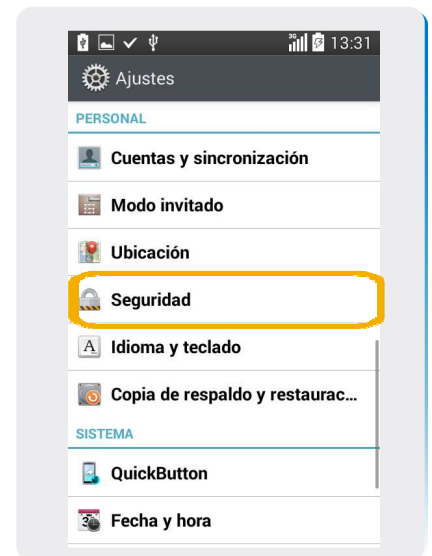 3G 13:31
Ajustes
PERSONAL
Cuentas y sincronización
Modo invitado
Ubicación
Seguridad
A Idioma y teclado
Copia de respaldo y restaurac...
SISTEMA
QuickButton
Fecha y hora